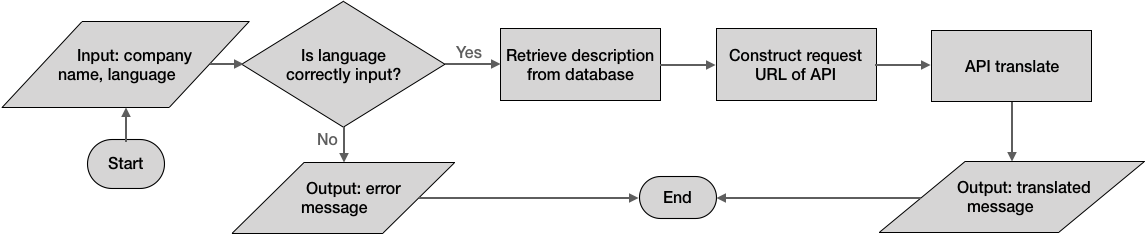 Input: company
name, language
Is language
correctly input?
Yes
Retrieve description
from database
Construct request
URL of API
API translate
No
Start
Output: error
message
End
Output: translated
message